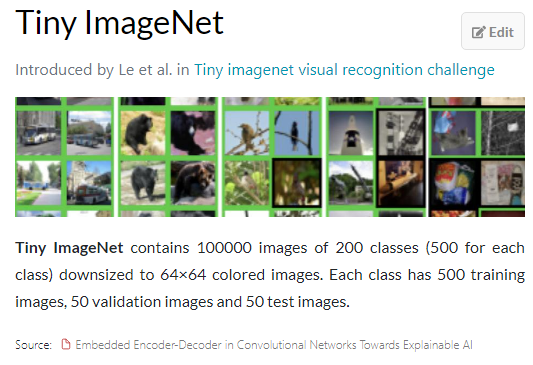 Tiny ImageNet
Edit
Introduced by Le et al. in Tiny imagenet visual recognition challenge
Tiny ImageNet contains 100000 images of 200 classes (500 for each
class) downsized to 64×64 colored images. Each class has 500 training
images, 50 validation images and 50 test images.
Source: Embedded Encoder-Decoder in Convolutional Networks Towards Explainable AI